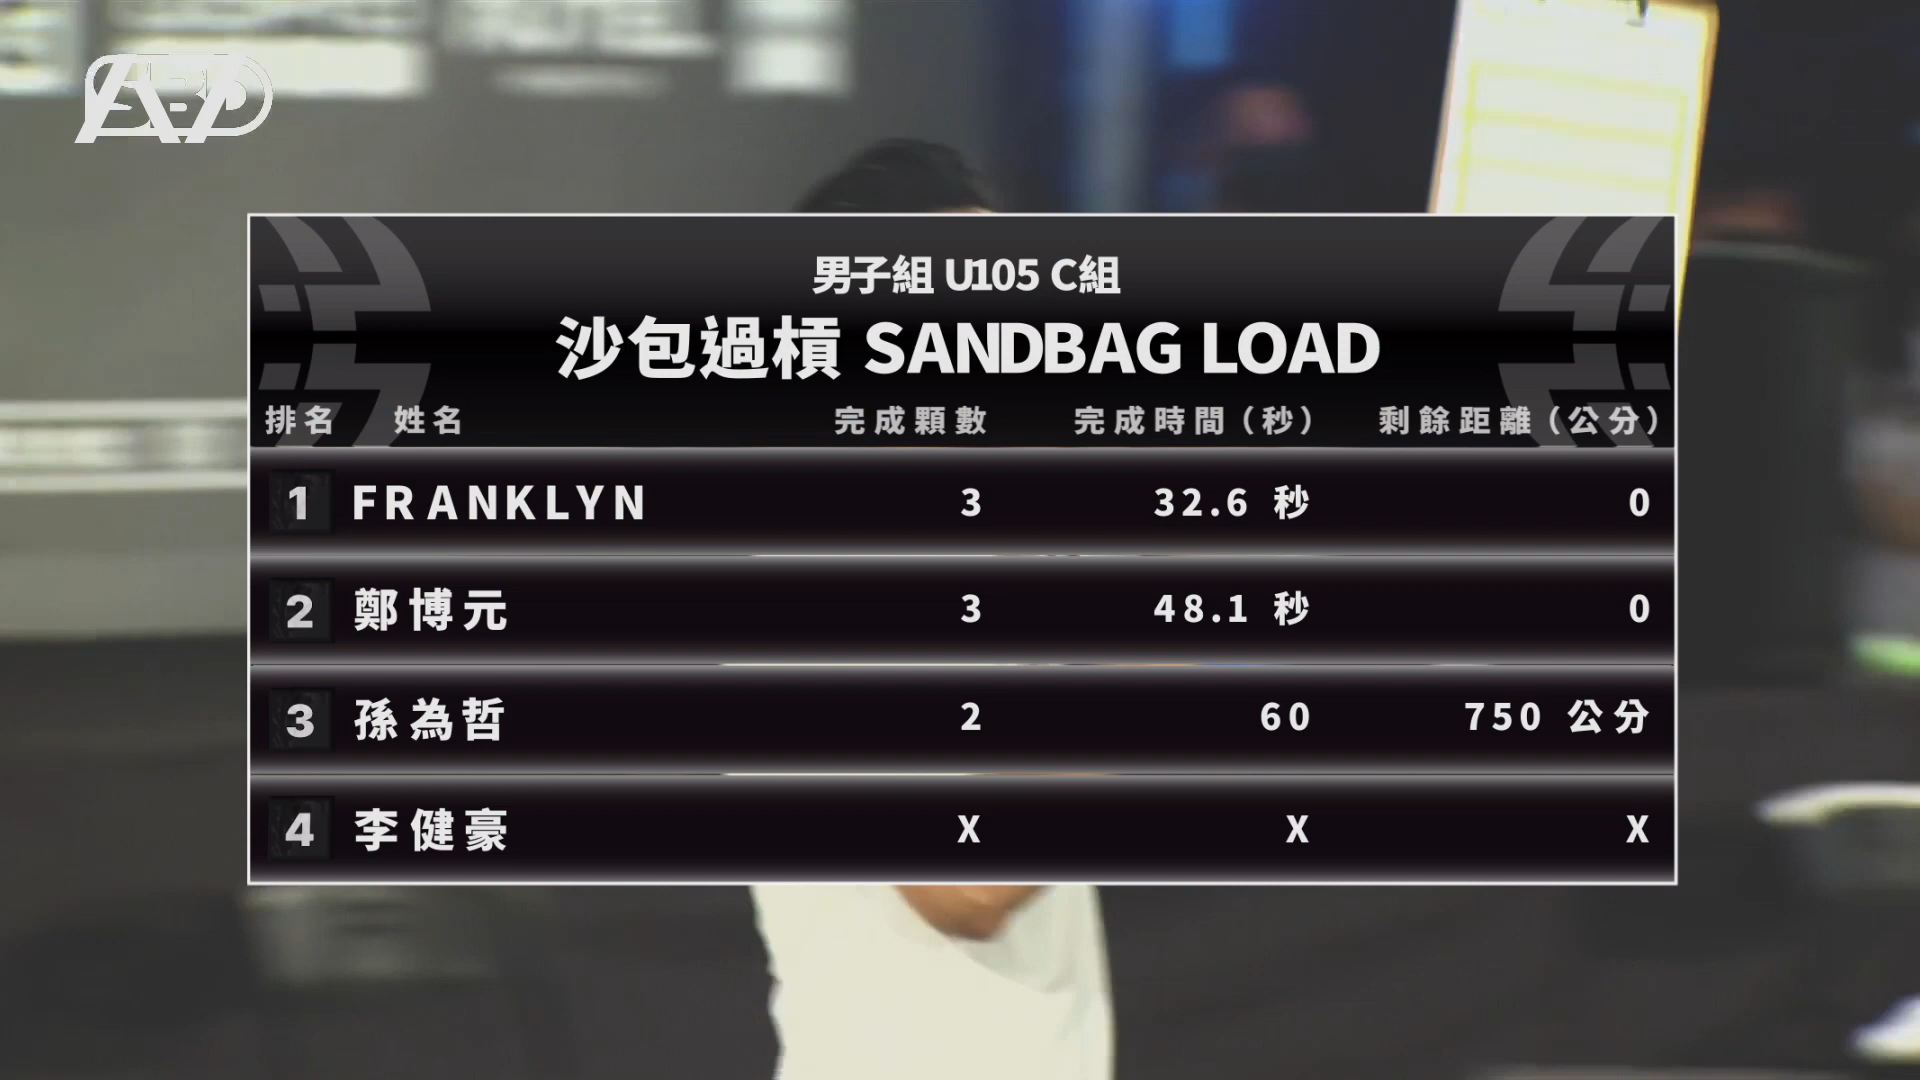 男子組 U105 C組
沙包過槓 SANDBAG LOAD
排名 姓名 完成顆數 完成時間（秒） 剩餘距離（公分）
1 FRANKLYN 3 32.6 秒 0
2 鄭博元 3 48.1 秒 0
3 孫為哲 2 60 750 公分
4 李健豪 X X X